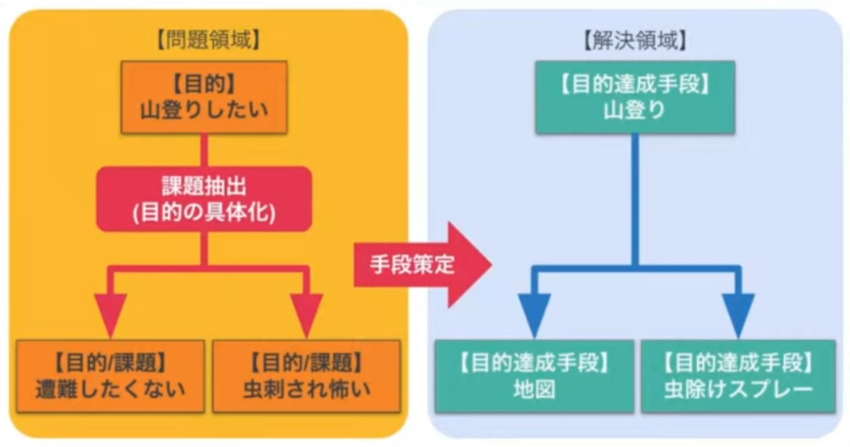 【問題領域】
【目的】
山登りしたい
課題抽出
(目的の具体化)
【目的/課題】
遭難したくない
【目的/課題】
虫刺され怖い
手段策定
【解決領域】
【目的達成手段】
山登り
【目的達成手段】
地図
【目的達成手段】
虫除けスプレー